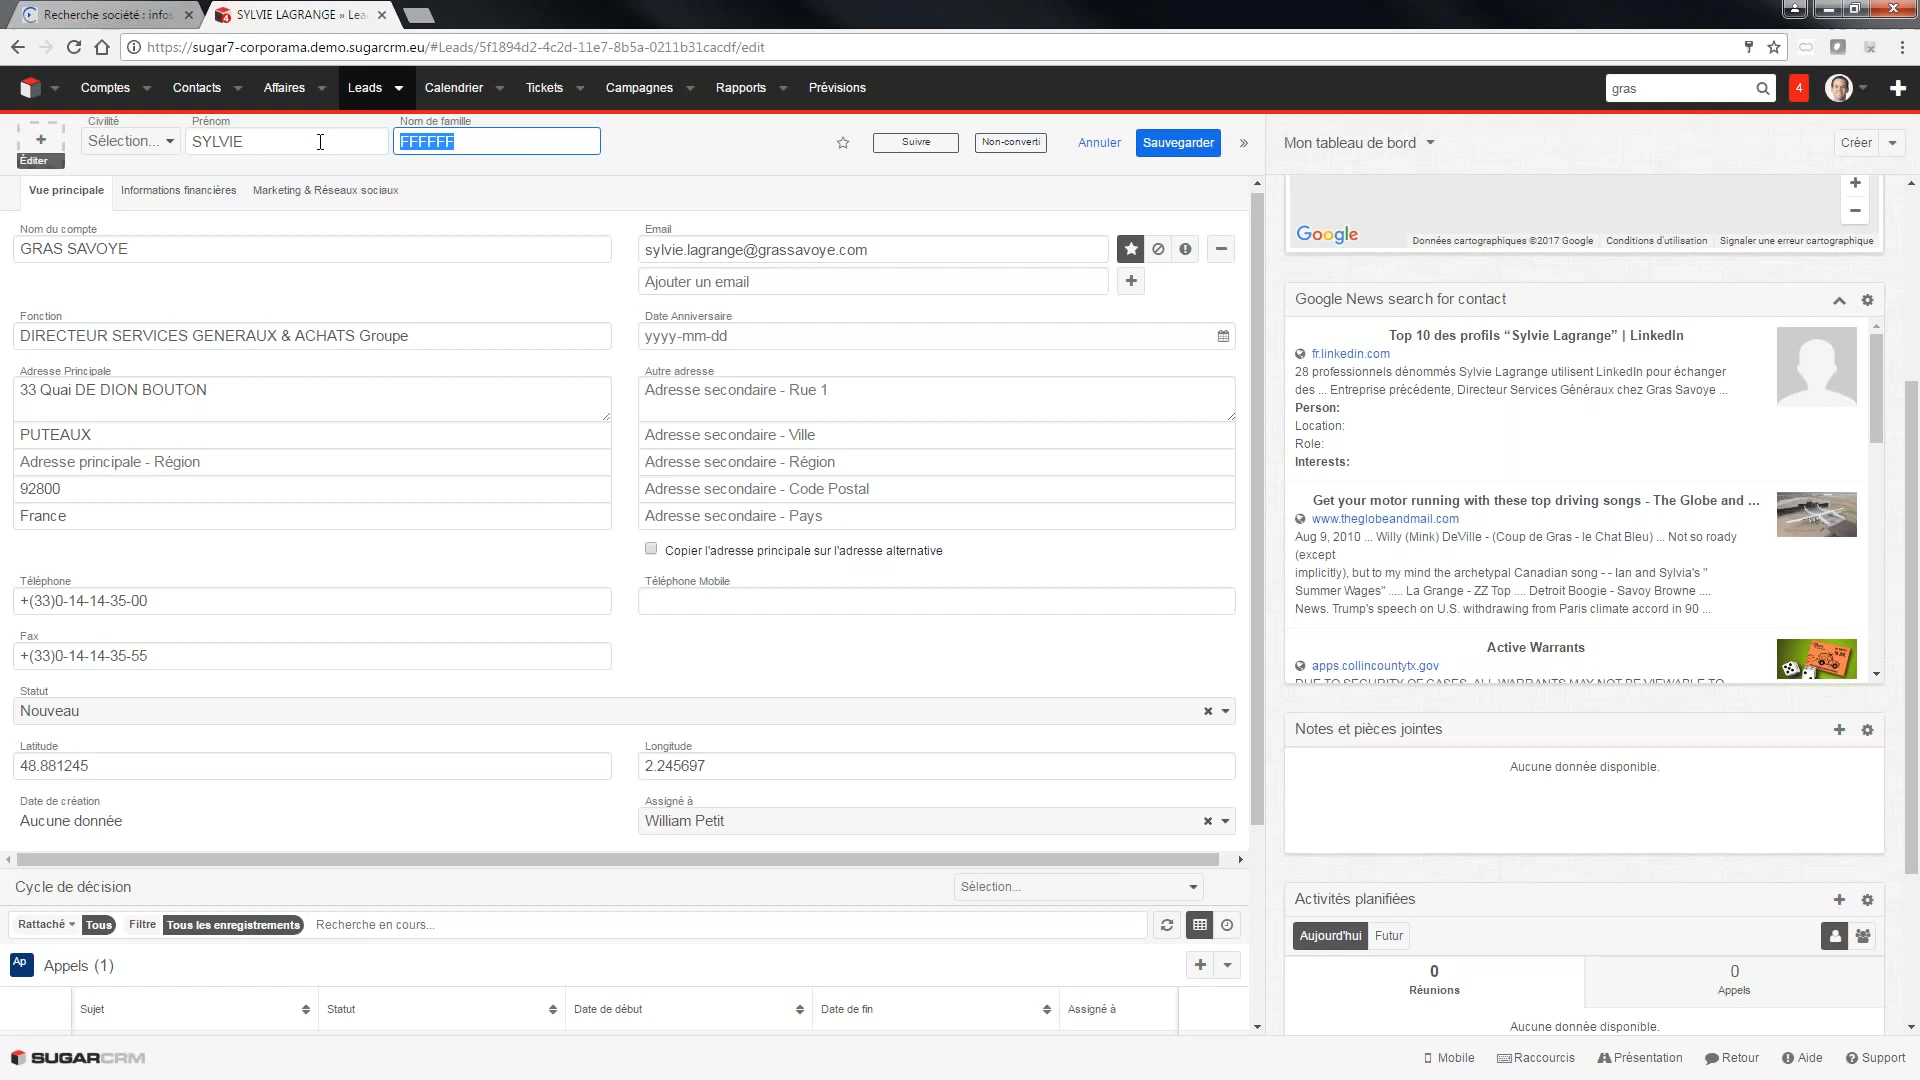 Recherche société : infos
SYLVIE LAGRANGE » Lea
https://sugar7-corporama.demo.sugarcrm.eu/#Leads/5f1894d2-4c2d-11e7-8b5a-0211b31cacdf/edit
Comptes Contacts Affaires Leads Calendrier Tickets Campagnes Rapports Prévisions gras 4
Civilité Prénom Nom de famille
Sélection... SYLVIE FFFFFF
Éditer
Suivre Non-converti Annuler Sauvegarder
Mon tableau de bord Créer
Vue principale Informations financières Marketing & Réseaux sociaux
Nom du compte
GRAS SAVOYE
Email
sylvie.lagrange@grassavoye.com
Ajouter un email
Fonction
DIRECTEUR SERVICES GENERAUX & ACHATS Groupe
Date Anniversaire
yyyy-mm-dd
Adresse Principale
33 Quai DE DION BOUTON
PUTEAUX
Adresse principale - Région
92800
France
Autre adresse
Adresse secondaire - Rue 1
Adresse secondaire - Ville
Adresse secondaire - Région
Adresse secondaire - Code Postal
Adresse secondaire - Pays
Copier l'adresse principale sur l'adresse alternative
Téléphone
+(33)0-14-14-35-00
Téléphone Mobile
Fax
+(33)0-14-14-35-55
Statut
Nouveau
Latitude
48.881245
Longitude
2.245697
Date de création
Aucune donnée
Assigné à
William Petit
Cycle de décision
Sélection...
Rattaché Tous Filtre Tous les enregistrements Recherche en cours...
Ap Appels (1)
Sujet Statut Date de début Date de fin Assigné à
Google
Données cartographiques ©2017 Google Conditions d'utilisation Signaler une erreur cartographique
Google News search for contact
Top 10 des profils “Sylvie Lagrange” | LinkedIn
fr.linkedin.com
28 professionnels dénommés Sylvie Lagrange utilisent LinkedIn pour échanger
des ... Entreprise précédente, Directeur Services Généraux chez Gras Savoye ...
Person:
Location:
Role:
Interests:
Get your motor running with these top driving songs - The Globe and ...
www.theglobeandmail.com
Aug 9, 2010 ... Willy (Mink) DeVille - (Coup de Gras - le Chat Bleu) ... Not so roady
(except
implicitly), but to my mind the archetypal Canadian song - - Ian and Sylvia's "
Summer Wages" ..... La Grange - ZZ Top .... Detroit Boogie - Savoy Browne ....
News. Trump's speech on U.S. withdrawing from Paris climate accord in 90 ...
Active Warrants
apps.collincountytx.gov
DUE TO SECURITY OF CASES, ALL WARRANTS MAY NOT BE VIEWABLE TO
Notes et pièces jointes
Aucune donnée disponible.
Activités planifiées
Aujourd'hui Futur
0 0
Réunions Appels
Aucune donnée disponible.
SUGARCRM
Mobile Raccourcis Présentation Retour Aide Support